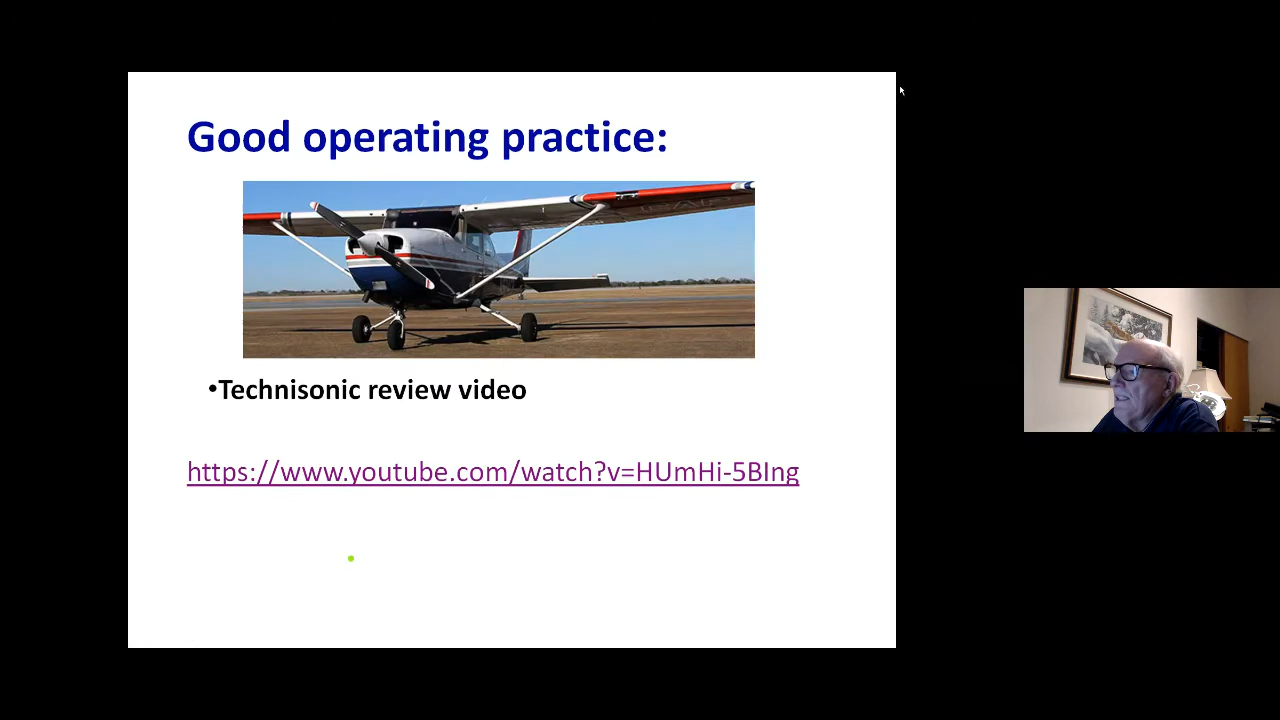 Good operating practice:
•Technisonic review video
https://www.youtube.com/watch?v=HUmHi-5BIng